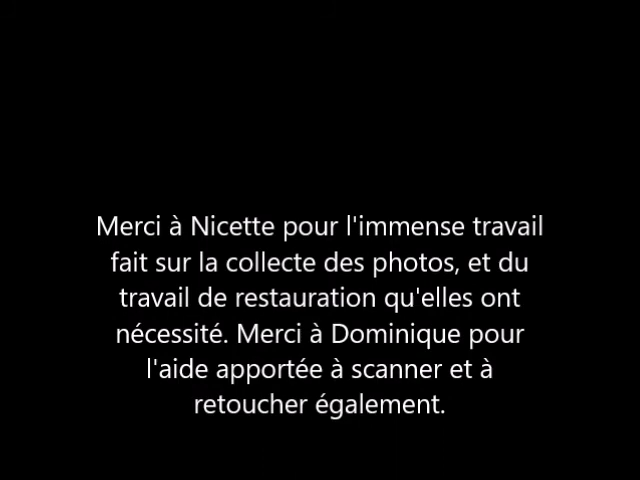 Merci à Nicette pour l'immense travail
fait sur la collecte des photos, et du
travail de restauration qu'elles ont
nécessité. Merci à Dominique pour
l'aide apportée à scanner et à
retoucher également.